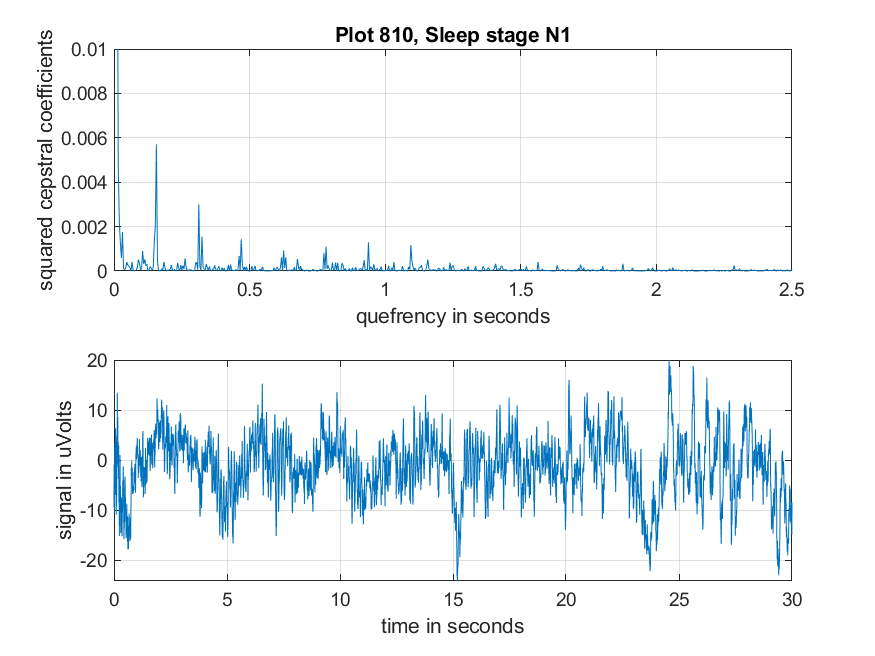 Plot 810, Sleep stage N1
squared cepstral coefficients
0.01
0.008
0.006
0.004
0.002
0
0 0.5 1 1.5 2 2.5
quefrency in seconds
signal in uVolts
20
10
0
-10
-20
0 5 10 15 20 25 30
time in seconds